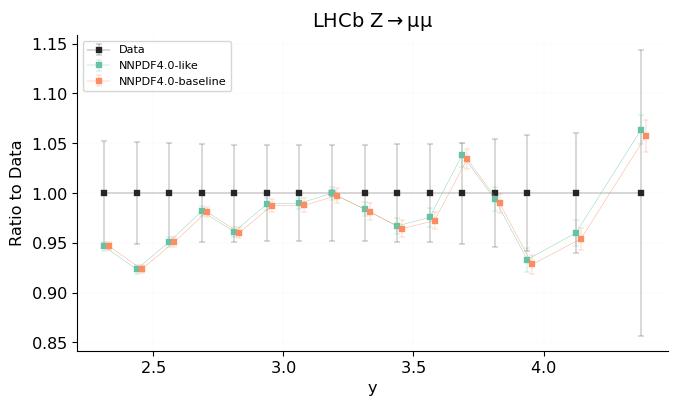 LHCb Z→μμ
Data
NNPDF4.0-like
NNPDF4.0-baseline
Ratio to Data
1.15
1.10
1.05
1.00
0.95
0.90
0.85
2.5
3.0
3.5
4.0
y